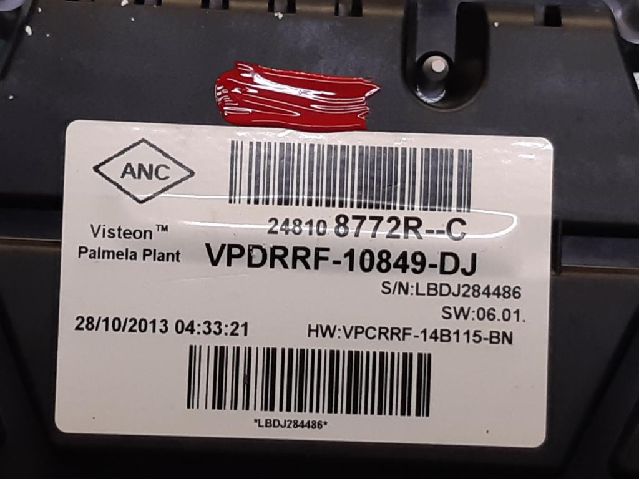 ANC
Visteon™
Palmela Plant
24810 8772R--C
VPDRRF-10849-DJ
S/N:LBDJ284486
SW:06.01.
28/10/2013 04:33:21
HW:VPCRRF-14B115-BN
*LBDJ284486*